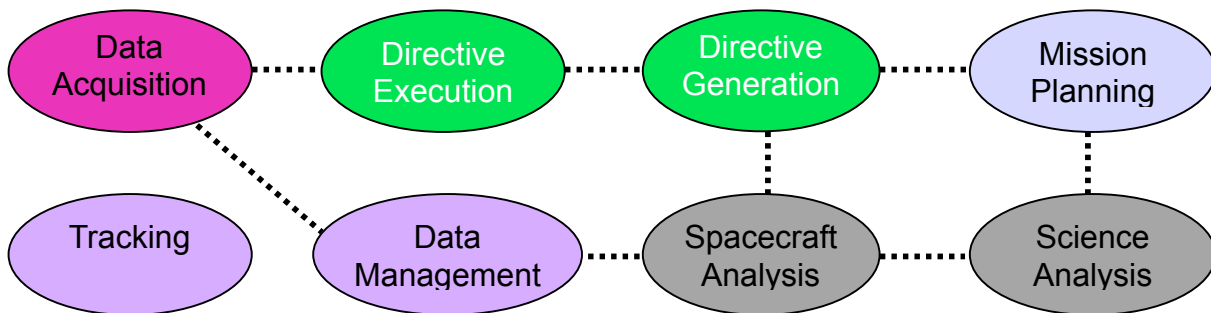 Data
Acquisition
Directive
Execution
Directive
Generation
Mission
Planning
Tracking
Data
Management
Spacecraft
Analysis
Science
Analysis